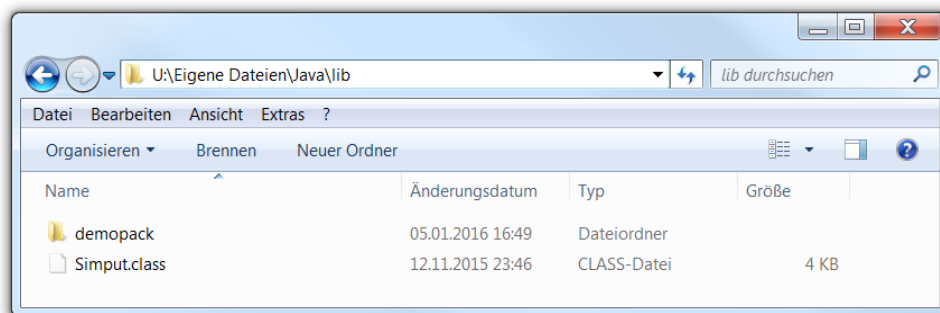 U:\Eigene Dateien\Java\lib lib durchsuchen
Datei Bearbeiten Ansicht Extras ?
Organisieren Brennen Neuer Ordner
Name Änderungsdatum Typ Größe
demopack 05.01.2016 16:49 Dateiordner
Simput.class 12.11.2015 23:46 CLASS-Datei 4 KB